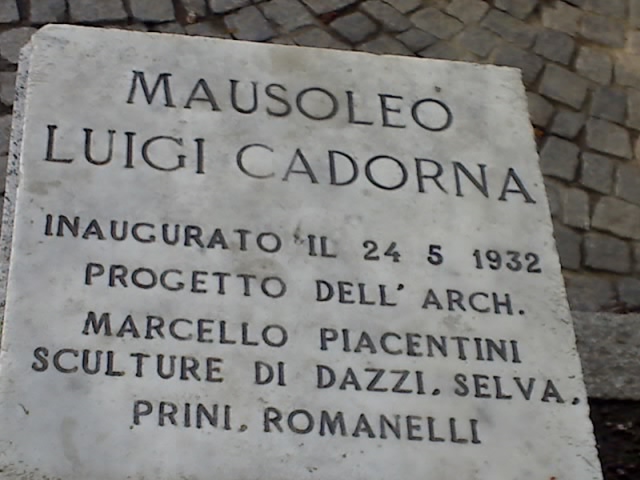 MAUSOLEO
LUIGI CADORNA
INAUGURATO IL 24 5 1932
PROGETTO DELL' ARCH.
MARCELLO PIACENTINI
SCULTURE DI DAZZI. SELVA.
PRINI. ROMANELLI